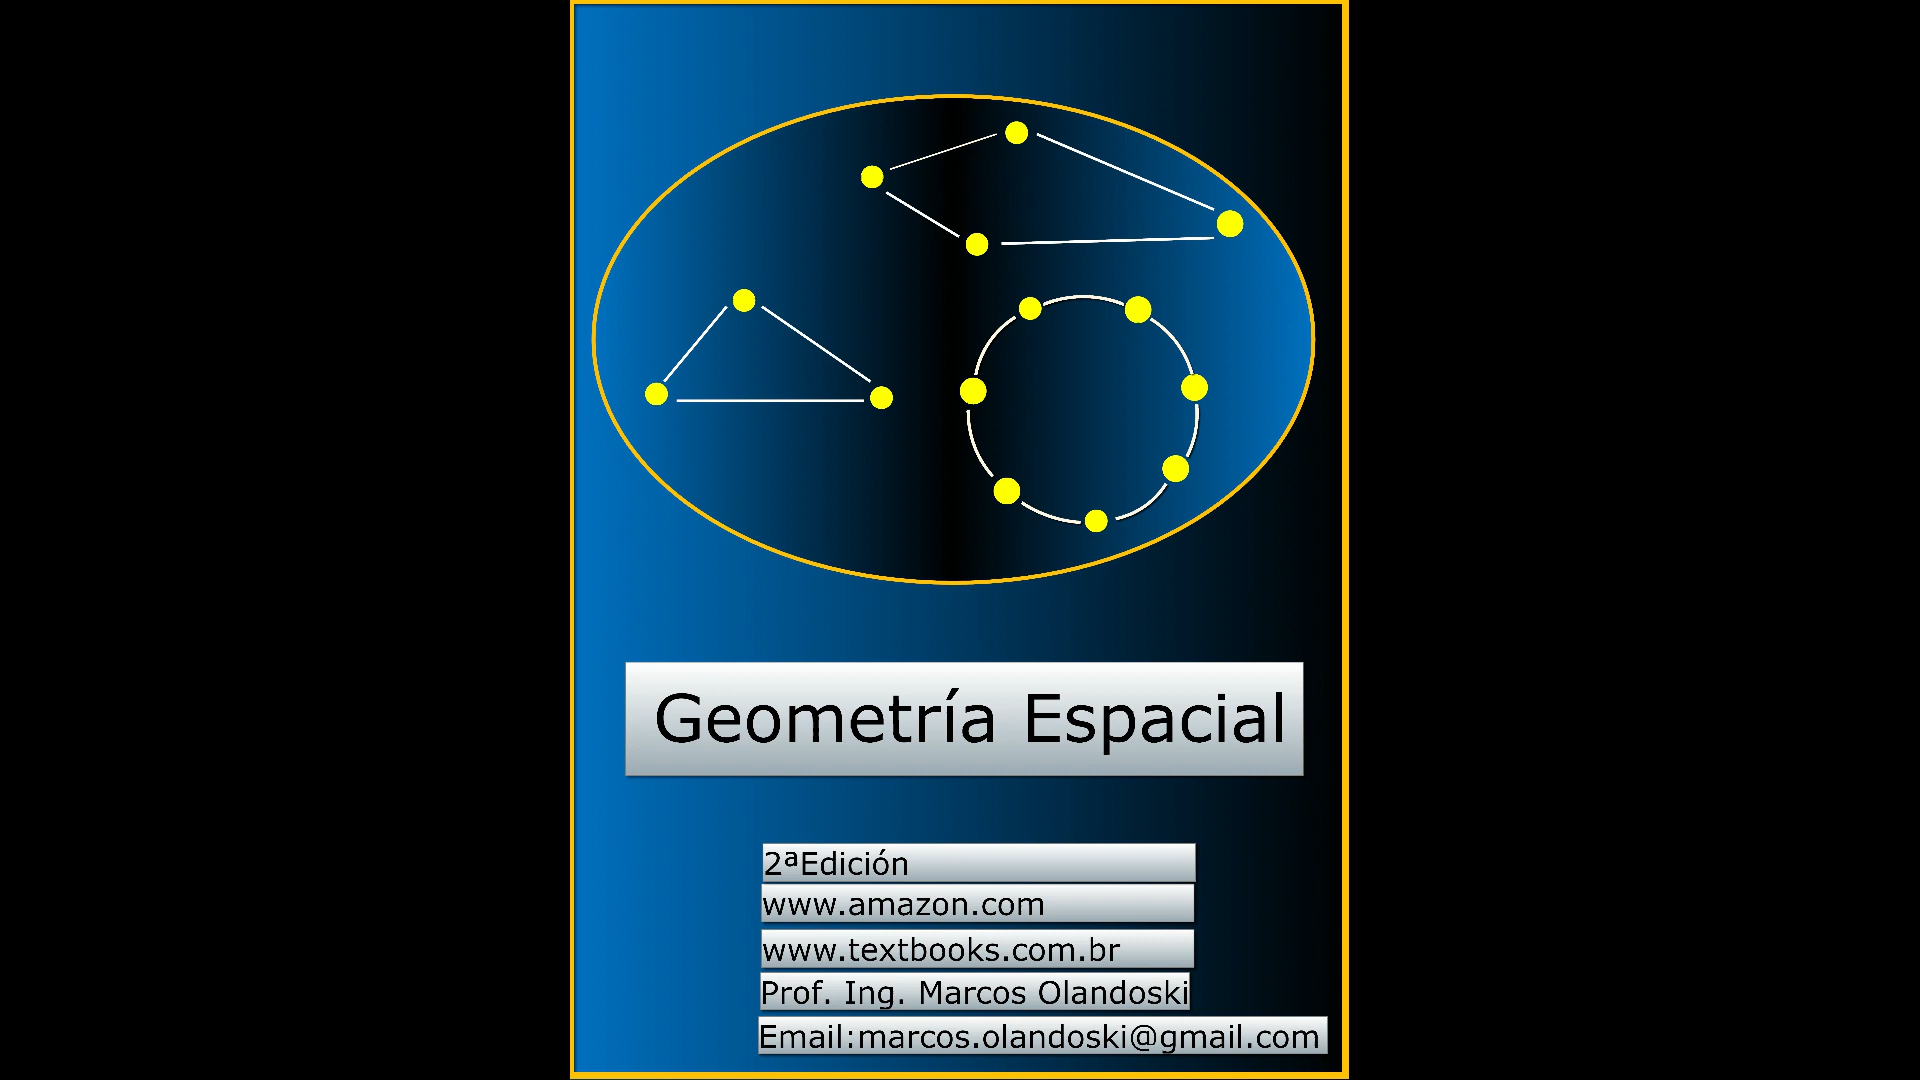 Geometría Espacial
2ªEdición
www.amazon.com
www.textbooks.com.br
Prof. Ing. Marcos Olandoski
Email:marcos.olandoski@gmail.com